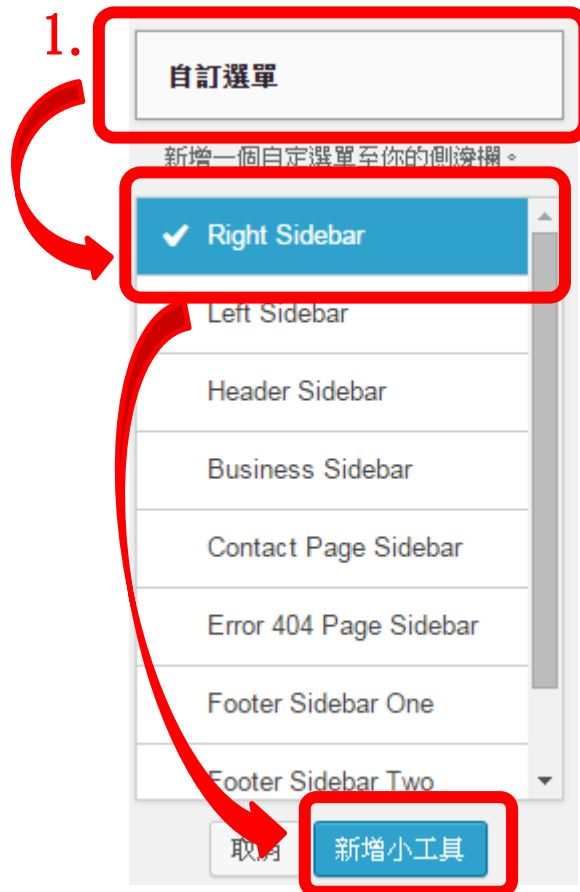 1.
自訂選單
新增一個自定選單至你的側邊欄。
Right Sidebar
Left Sidebar
Header Sidebar
Business Sidebar
Contact Page Sidebar
Error 404 Page Sidebar
Footer Sidebar One
Footer Sidebar Two
取消 新增小工具